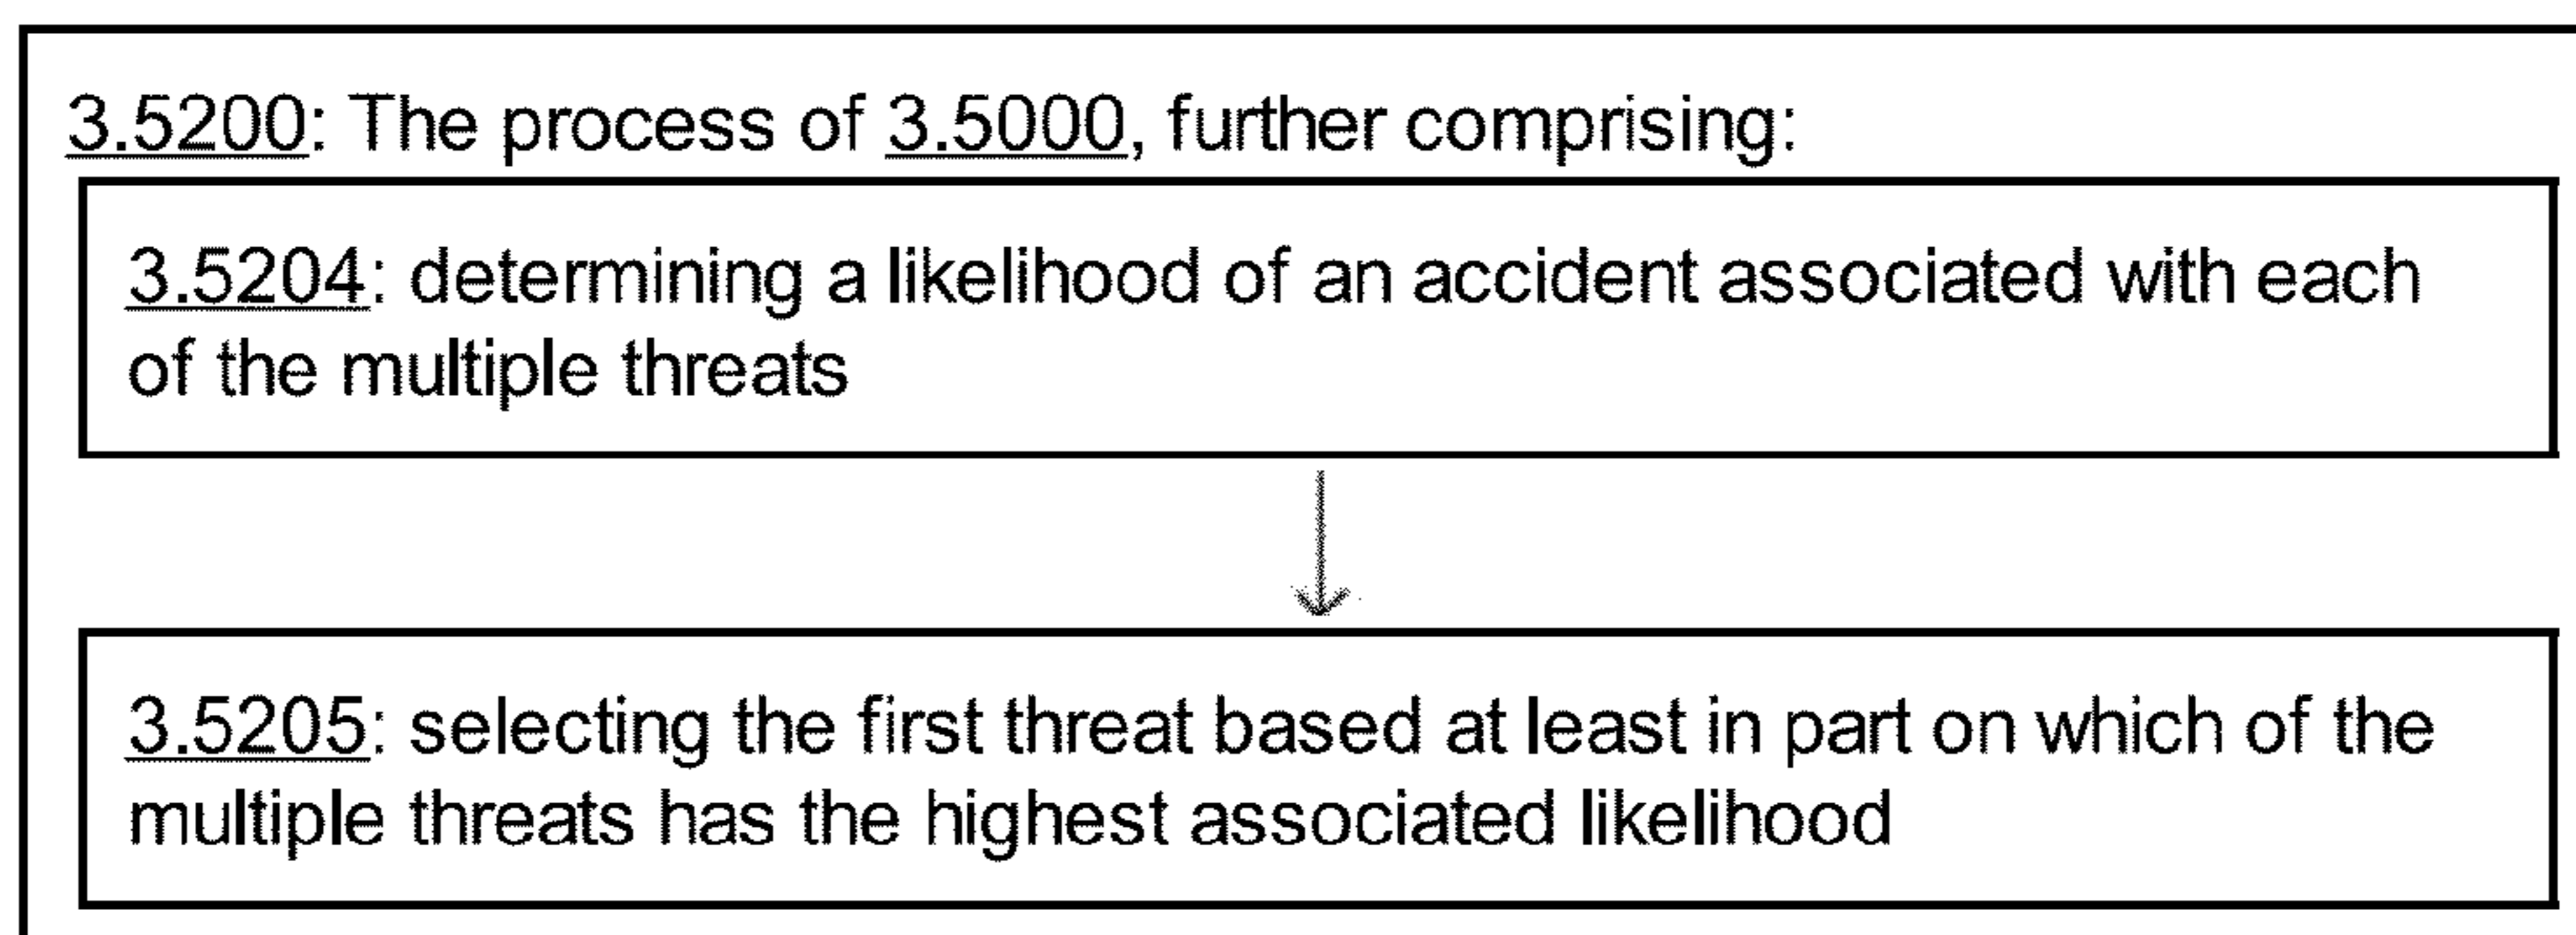 3.5200: The process of 3.5000, further comprising:
3.5204: determining a likelihood of an accident associated with each
of the multiple threats
3.5205: selecting the first threat based at least in part on which of the
multiple threats has the highest associated likelihood